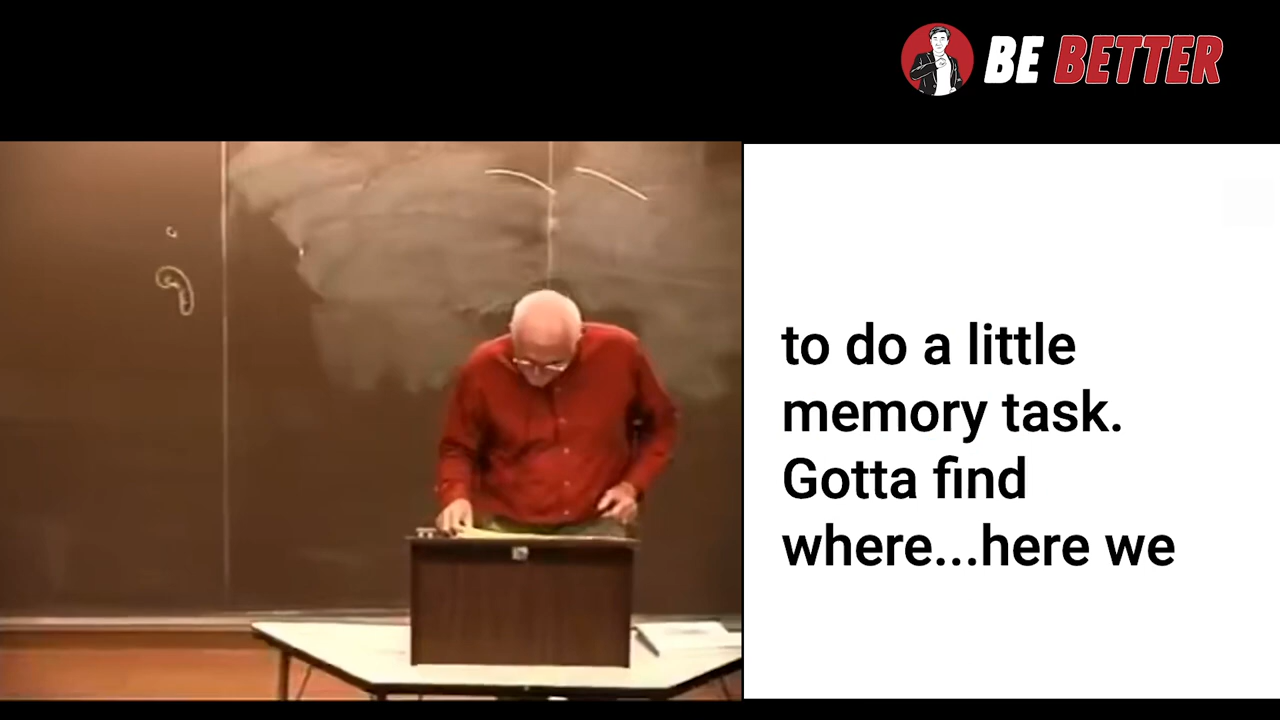 BE BETTER
to do a little
memory task.
Gotta find
where...here we